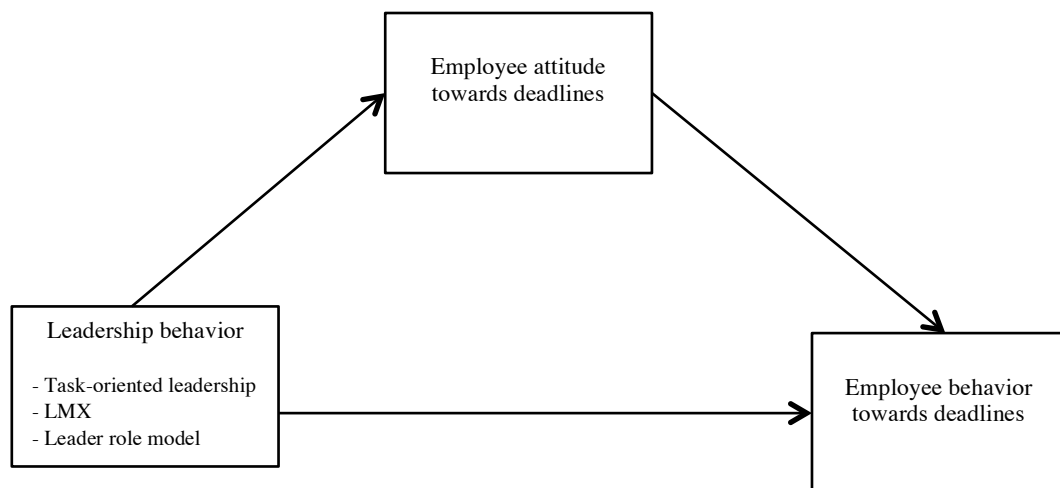 Employee attitude
towards deadlines
Leadership behavior
- Task-oriented leadership
- LMX
- Leader role model
Employee behavior
towards deadlines